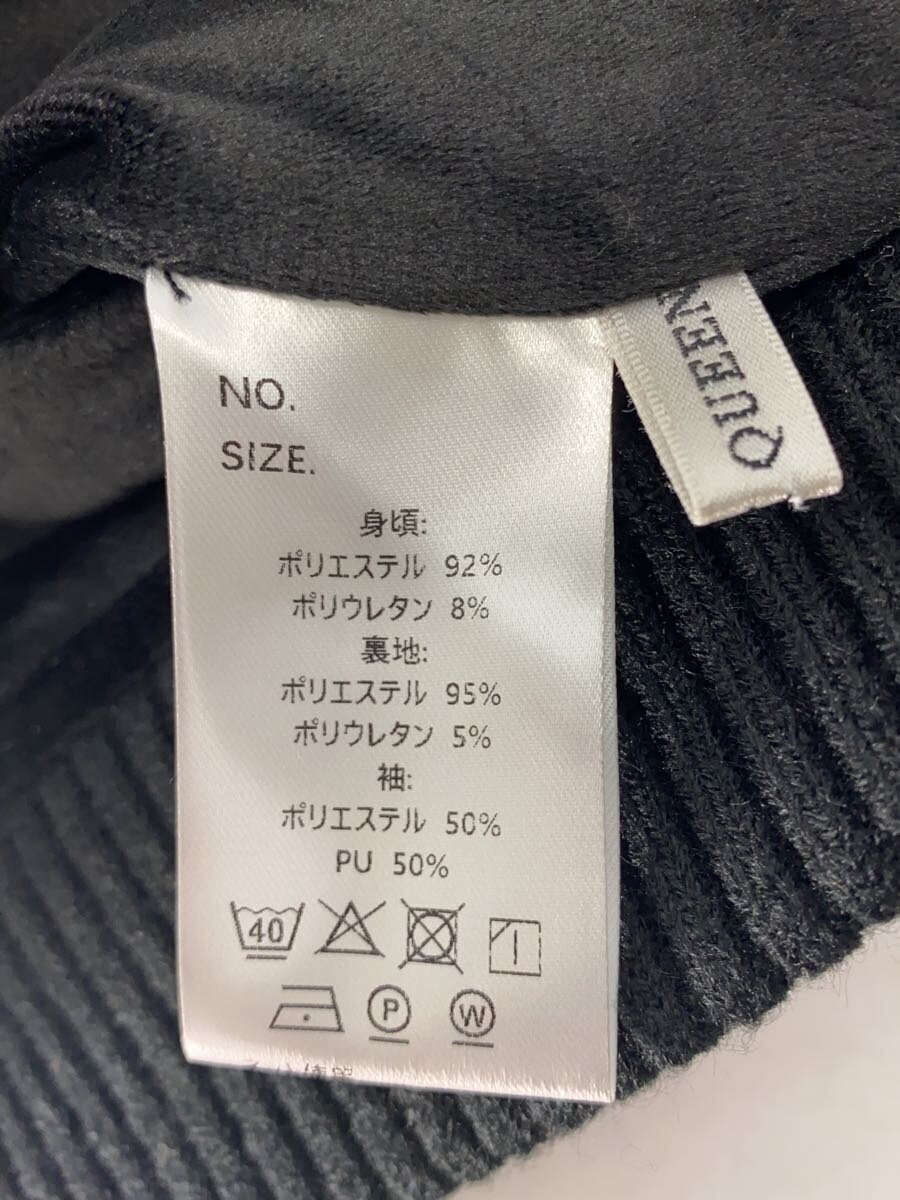 NO.
SIZE.
身頃:
ポリエステル 92%
ポリウレタン 8%
裏地:
ポリエステル 95%
ポリウレタン 5%
袖:
ポリエステル 50%
PU 50%
40
P
W
QUEEN